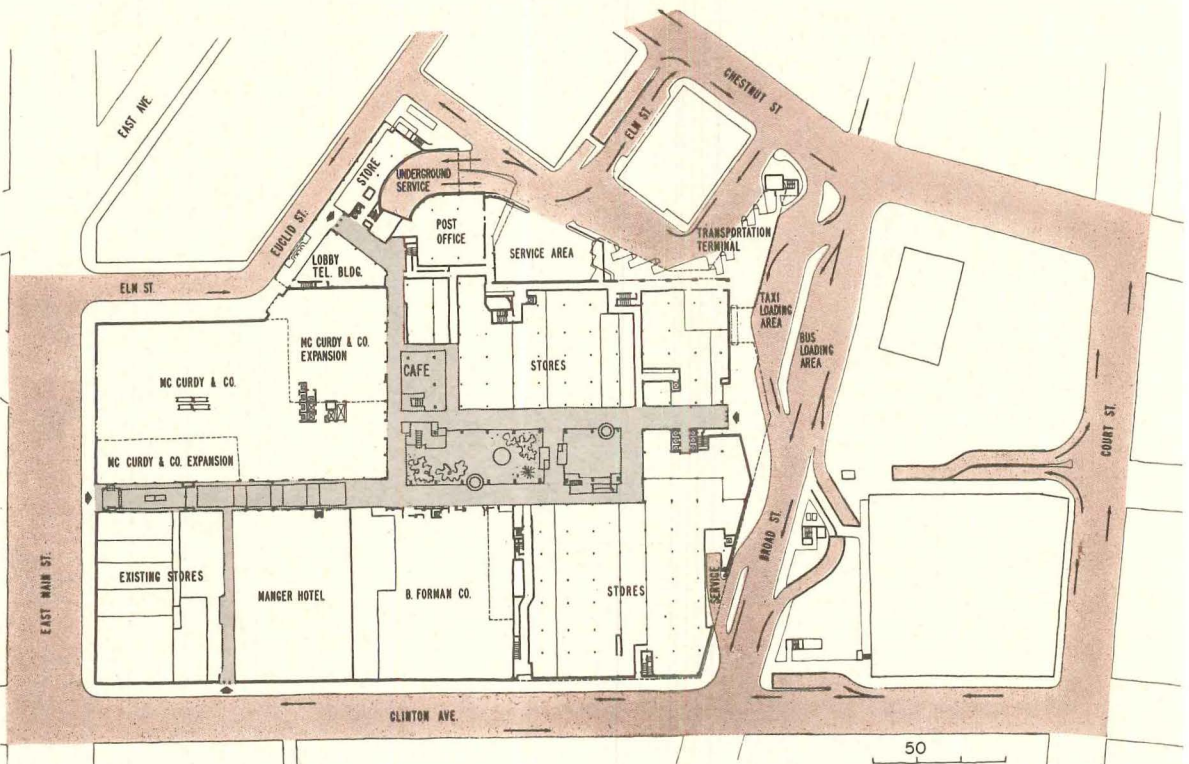 CHESTNUT ST.
EAST AVE.
ELM ST.
STORE
UNDERGROUND
SERVICE
EUCLID ST.
POST
OFFICE
TRANSPORTATION
TERMINAL
SERVICE AREA
LOBBY
TEL. BLDG.
ELM ST.
TAXI
LOADING
AREA
MC CURDY & CO.
EXPANSION
BUS
LOADING
AREA
CAFE
STORES
MC CURDY & CO.
COURT ST.
MC CURDY & CO. EXPANSION
BROAD ST.
EXISTING STORES
SERVICE
EAST MAIN ST.
MANGER HOTEL
B. FORMAN CO.
STORES
CLINTON AVE.
50